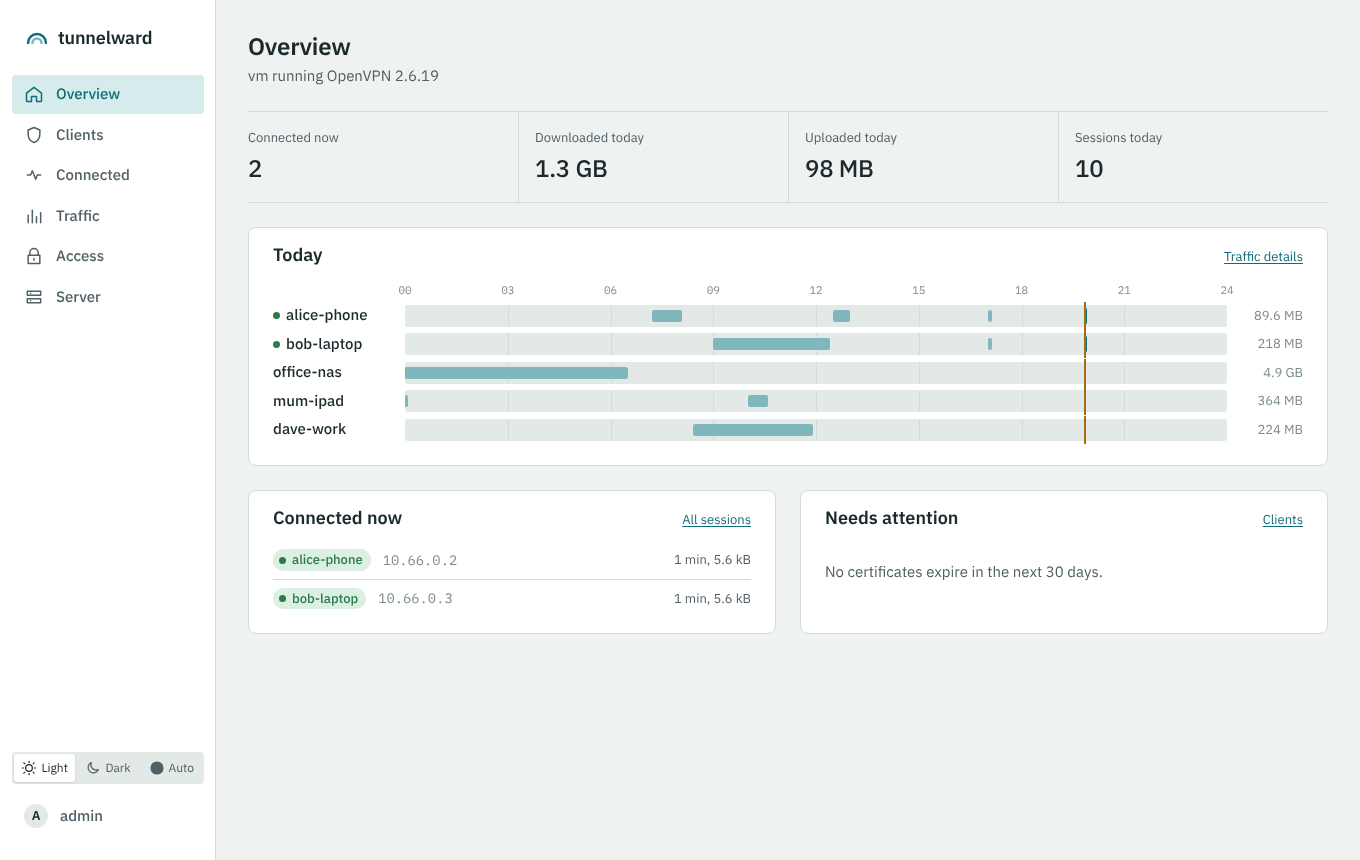 tunnelward
Overview
Clients
Connected
Traffic
Access
Server
Light Dark Auto
A admin
Overview
vm running OpenVPN 2.6.19
Connected now
2
Downloaded today
1.3 GB
Uploaded today
98 MB
Sessions today
10
Today Traffic details
00 03 06 09 12 15 18 21 24
alice-phone 89.6 MB
bob-laptop 218 MB
office-nas 4.9 GB
mum-ipad 364 MB
dave-work 224 MB
Connected now All sessions
alice-phone 10.66.0.2 1 min, 5.6 kB
bob-laptop 10.66.0.3 1 min, 5.6 kB
Needs attention Clients
No certificates expire in the next 30 days.